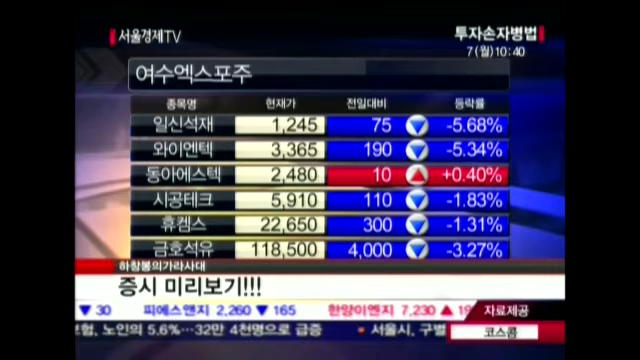 서울경제TV
투자손자병법
7 (월) 10:40
여수엑스포주
종목명 현재가 전일대비 등락률
일신석재 1,245 75 ▼ -5.68%
와이엔텍 3,365 190 ▼ -5.34%
동아에스텍 2,480 10 ▲ +0.40%
시공테크 5,910 110 ▼ -1.83%
휴켐스 22,650 300 ▼ -1.31%
금호석유 118,500 4,000 ▼ -3.27%
하창봉의가라사대
증시 미리보기!!!
▼ 30 피에스앤지 2,260 ▼ 165 한양이엔지 7,230 ▲
자료제공
보험, 노인의 5.6%···32만 4천명으로 급증 서울시, 구별
코스콤